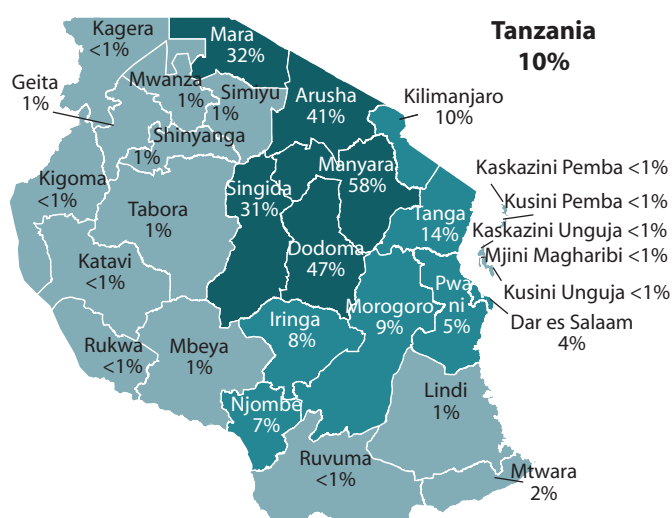 Tanzania
10%
Kagera
<1%
Mara
32%
Geita
1%
Mwanza
1%
Simiyu
1%
Arusha
41%
Kilimanjaro
10%
Shinyanga
1%
Kigoma
<1%
Tabora
1%
Singida
31%
Manyara
58%
Kaskazini Pemba <1%
Kusini Pemba <1%
Tanga
14%
Kaskazini Unguja <1%
Mjini Magharibi <1%
Kusini Unguja <1%
Katavi
<1%
Dodoma
47%
Pwa
ni
5%
Dar es Salaam
4%
Morogoro
9%
Iringa
8%
Rukwa
<1%
Mbeya
1%
Njombe
7%
Lindi
1%
Ruvuma
<1%
Mtwara
2%